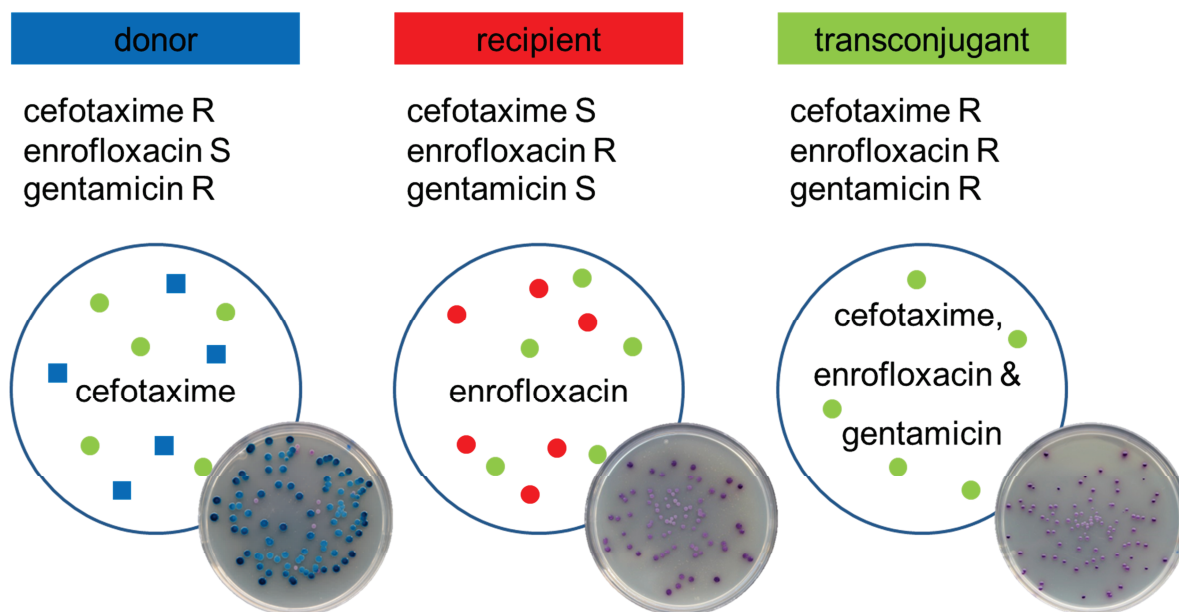 donor
cefotaxime R
enrofloxacin S
gentamicin R
cefotaxime
recipient
cefotaxime S
enrofloxacin R
gentamicin S
enrofloxacin
transconjugant
cefotaxime R
enrofloxacin R
gentamicin R
cefotaxime,
enrofloxacin &
gentamicin